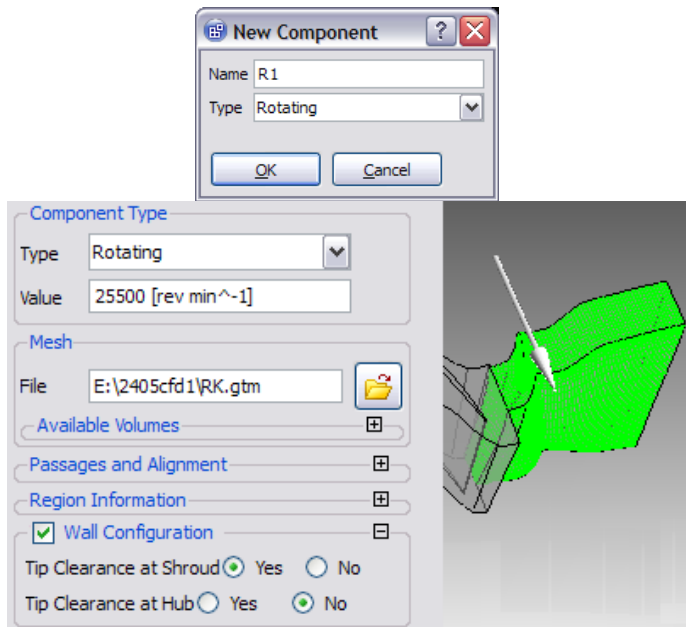 New Component
Name R1
Type Rotating
OK Cancel
Component Type
Type Rotating
Value 25500 [rev min^-1]
Mesh
File E:\2405cfd1\RK.gtm
Available Volumes
Passages and Alignment
Region Information
Wall Configuration
Tip Clearance at Shroud Yes No
Tip Clearance at Hub Yes No